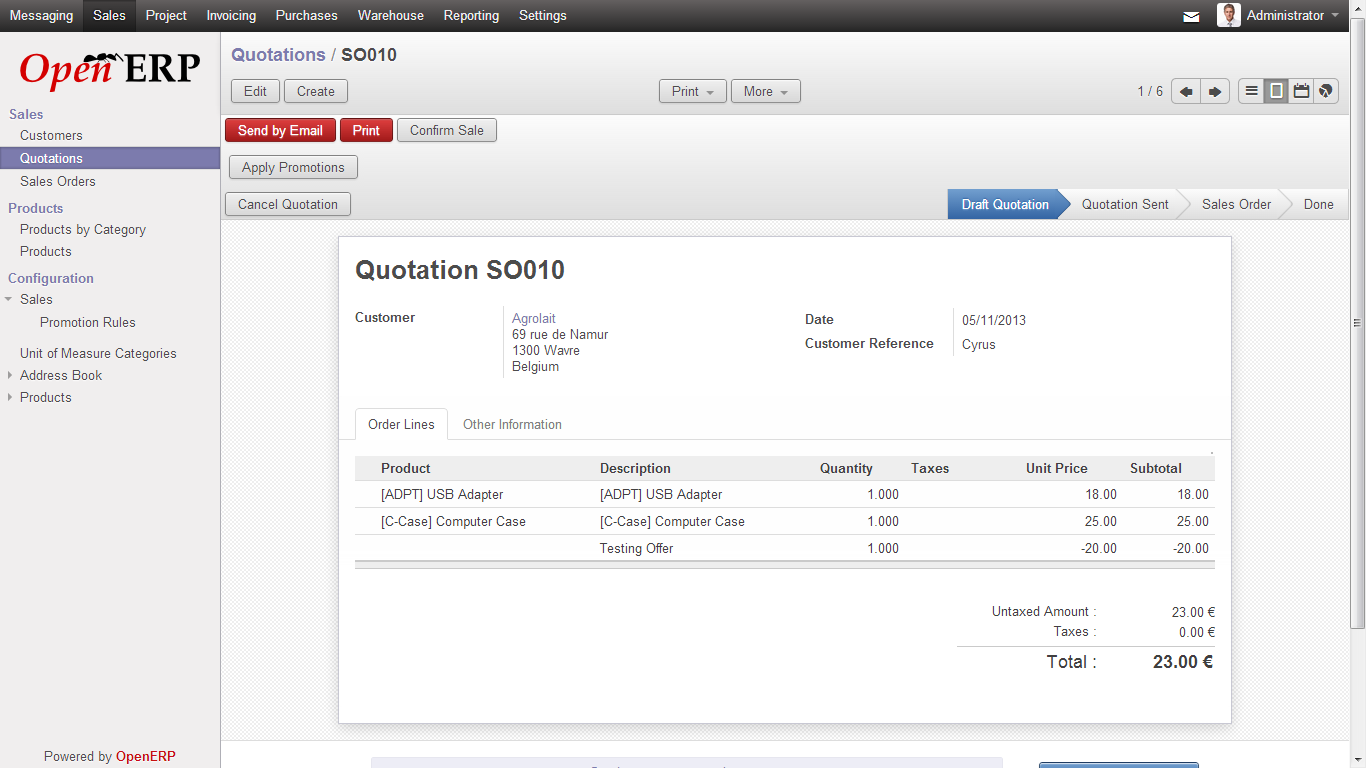 Messaging Sales Project Invoicing Purchases Warehouse Reporting Settings Administrator
OpenERP
Quotations / SO010
Edit Create Print More 1 / 6
Sales
Customers
Quotations
Sales Orders
Products
Products by Category
Products
Configuration
Sales
Promotion Rules
Unit of Measure Categories
Address Book
Products
Powered by OpenERP
Send by Email Print Confirm Sale
Apply Promotions
Cancel Quotation Draft Quotation Quotation Sent Sales Order Done
Quotation SO010
Customer
Agrolait
69 rue de Namur
1300 Wavre
Belgium
Date 05/11/2013
Customer Reference Cyrus
Order Lines Other Information
Product Description Quantity Taxes Unit Price Subtotal
[ADPT] USB Adapter [ADPT] USB Adapter 1.000 18.00 18.00
[C-Case] Computer Case [C-Case] Computer Case 1.000 25.00 25.00
Testing Offer 1.000 -20.00 -20.00
Untaxed Amount : 23.00 €
Taxes : 0.00 €
Total : 23.00 €